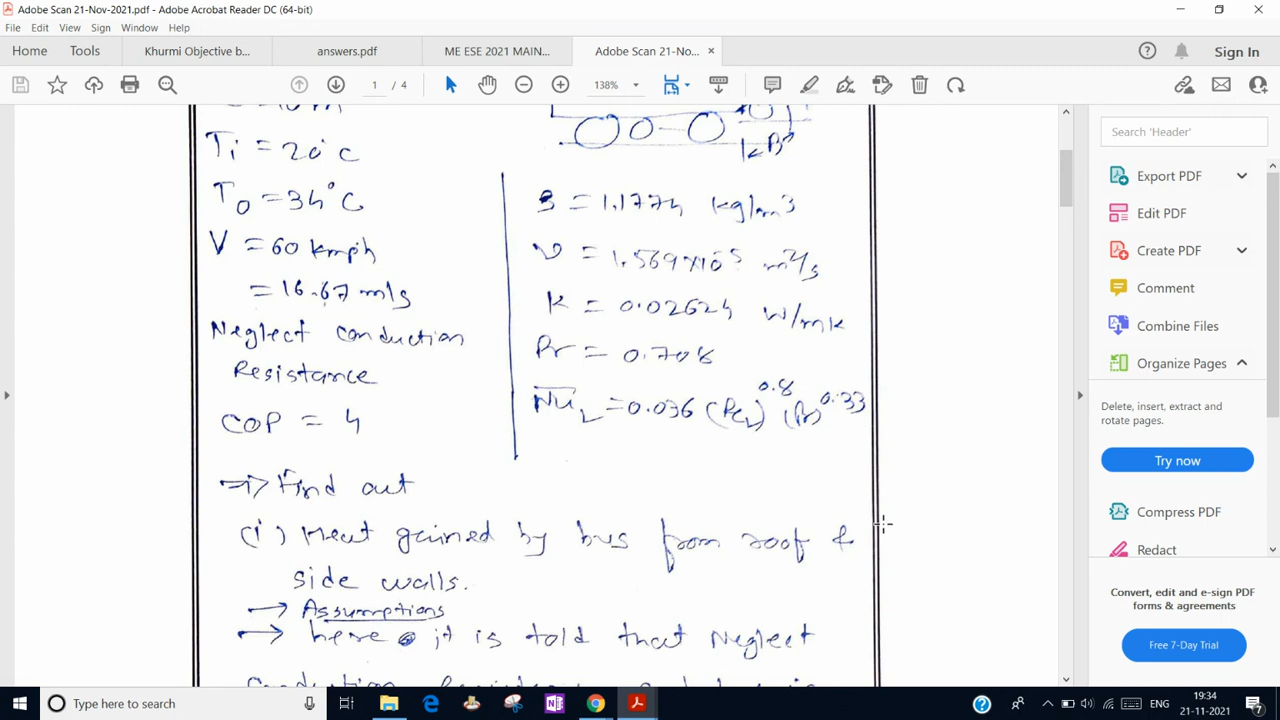 Adobe Scan 21-Nov-2021.pdf - Adobe Acrobat Reader DC (64-bit)
File Edit View Sign Window Help
Home Tools Khurmi Objective b... answers.pdf ME ESE 2021 MAIN... Adobe Scan 21-No... × Sign In
1 / 4 138%
Ti = 20°C
To = 34°C
V = 60 kmph
= 16.67 m/s
Neglect conduction
Resistance
COP = 4
B
ρ = 1.1774 kg/m3
ν = 1.569×10-5 m2/s
K = 0.02624 W/mK
Pr = 0.708
NuL = 0.036 (ReL)0.8 (Pr)0.33
=> Find out
(i) Heat gained by bus from roof &
side walls.
→ Assumptions
→ here it is told that Neglect
Search 'Header'
Export PDF
Edit PDF
Create PDF
Comment
Combine Files
Organize Pages
Delete, insert, extract and
rotate pages.
Try now
Compress PDF
Redact
Convert, edit and e-sign PDF
forms & agreements
Free 7-Day Trial
Type here to search
ENG
19:34
21-11-2021